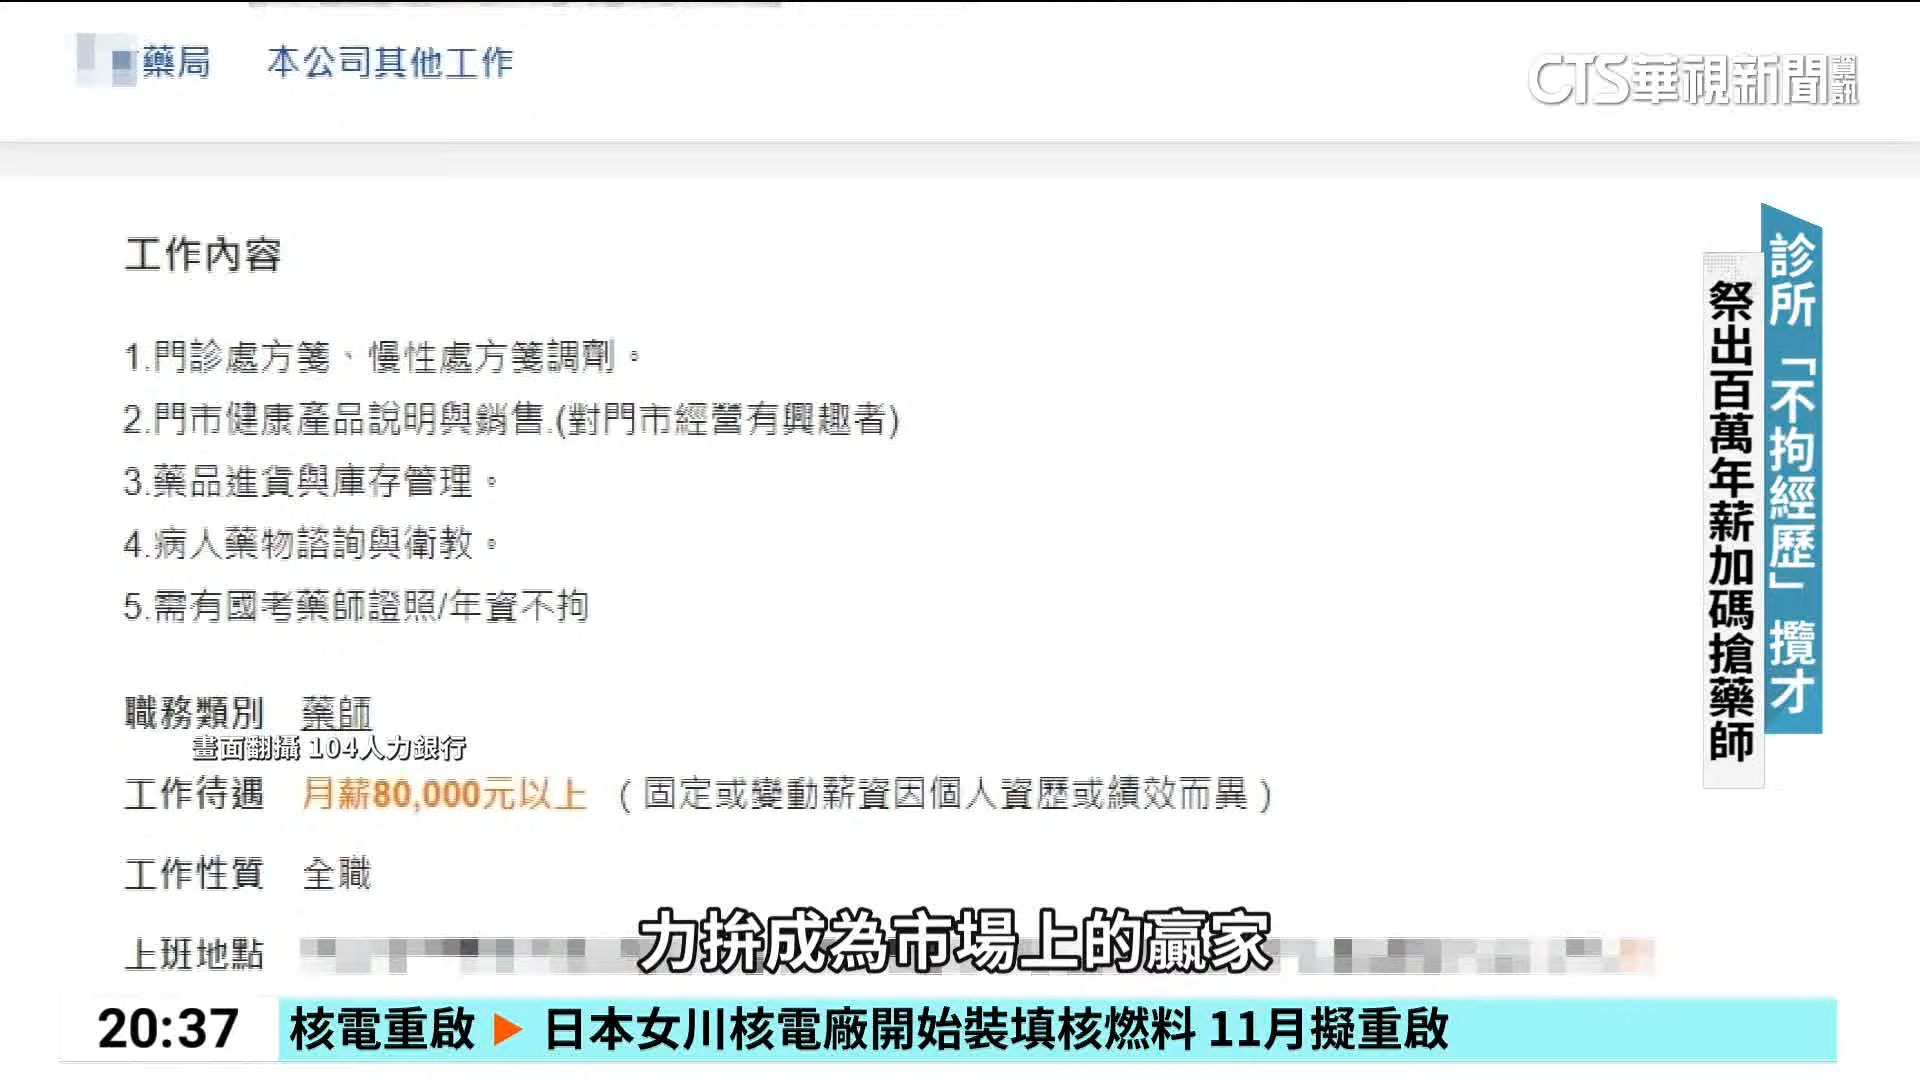 藥局 本公司其他工作
CTS華視新聞資訊
工作內容
1.門診處方箋、慢性處方箋調劑。
2.門市健康產品說明與銷售.(對門市經營有興趣者)
3.藥品進貨與庫存管理。
4.病人藥物諮詢與衛教。
5.需有國考藥師證照/年資不拘
診所「不拘經歷」攬才
祭出百萬年薪加碼搶藥師
職務類別 藥師
畫面翻攝 104人力銀行
工作待遇 月薪80,000元以上 (固定或變動薪資因個人資歷或績效而異)
工作性質 全職
上班地點
力拚成為市場上的贏家
20:37 核電重啟 ▶ 日本女川核電廠開始裝填核燃料 11月擬重啟